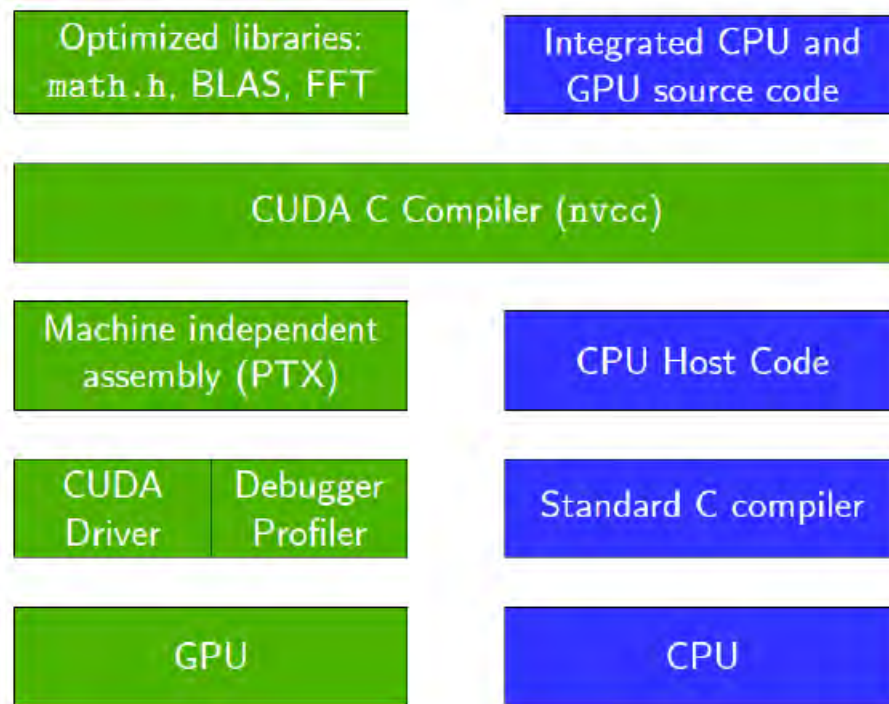 Optimized libraries:
math.h, BLAS, FFT
Integrated CPU and
GPU source code
CUDA C Compiler (nvcc)
Machine independent
assembly (PTX)
CPU Host Code
CUDA
Driver
Debugger
Profiler
Standard C compiler
GPU
CPU